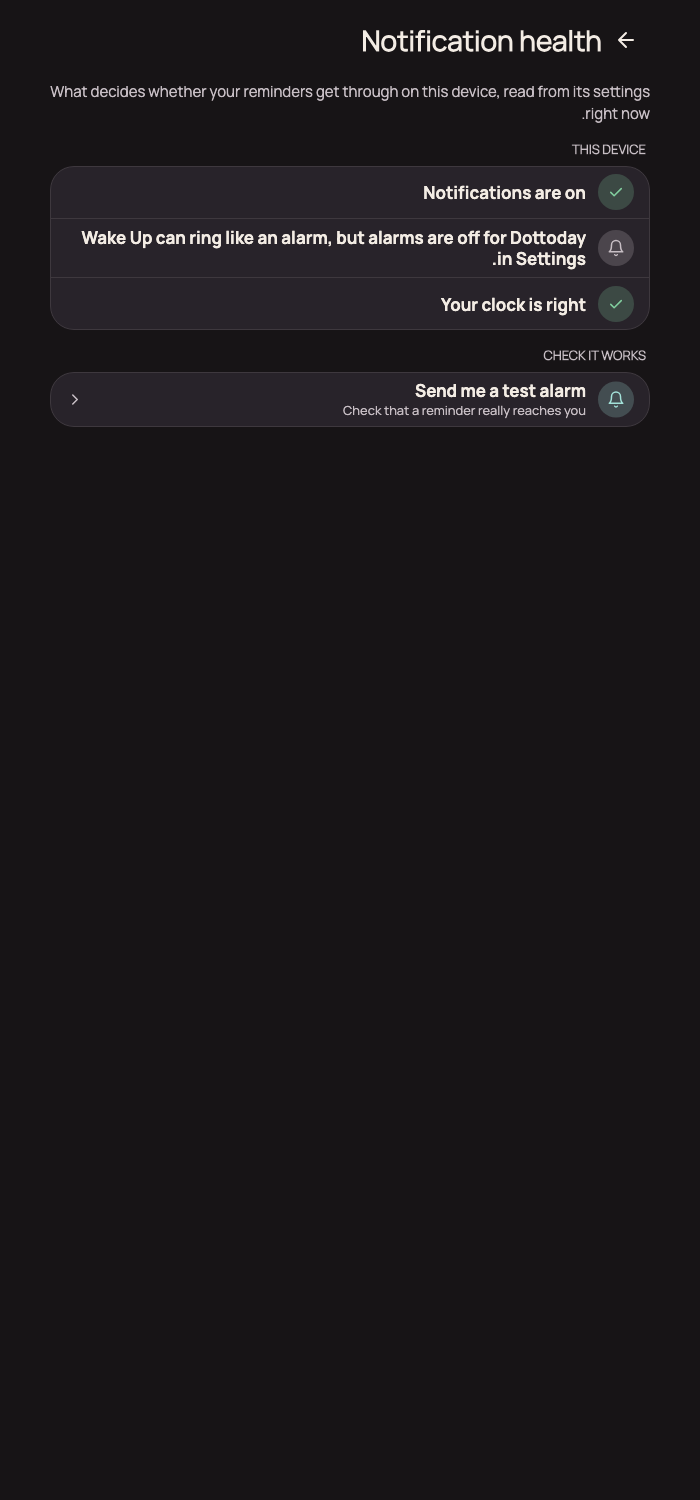 Notification health
What decides whether your reminders get through on this device, read from its settings
.right now
THIS DEVICE
Notifications are on
Wake Up can ring like an alarm, but alarms are off for Dottoday
.in Settings
Your clock is right
CHECK IT WORKS
Send me a test alarm
Check that a reminder really reaches you